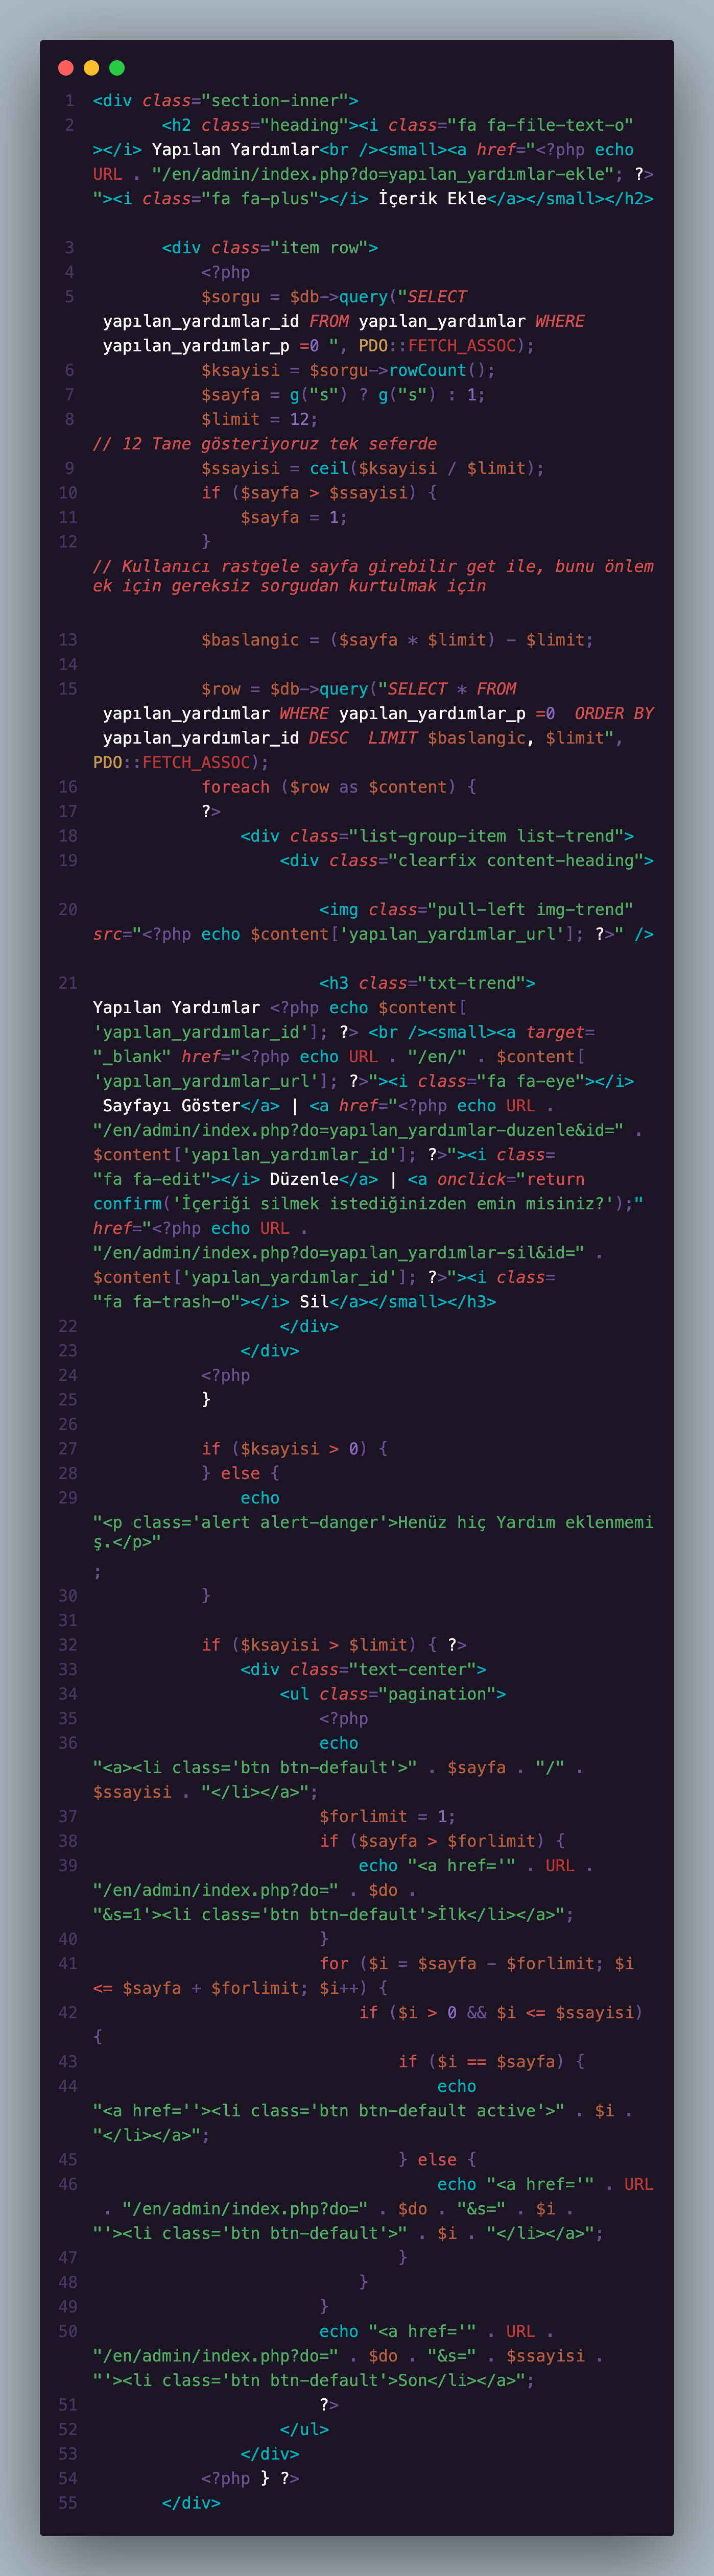 1 <div class="section-inner">
2 <h2 class="heading"><i class="fa fa-file-text-o"
></i> Yapılan Yardımlar<br /><small><a href="<?php echo
URL . "/en/admin/index.php?do=yapılan_yardımlar-ekle"; ?>
"><i class="fa fa-plus"></i> İçerik Ekle</a></small></h2>
3 <div class="item row">
4 <?php
5 $sorgu = $db->query("SELECT
yapılan_yardımlar_id FROM yapılan_yardımlar WHERE
yapılan_yardımlar_p =0 ", PDO::FETCH_ASSOC);
6 $ksayisi = $sorgu->rowCount();
7 $sayfa = g("s") ? g("s") : 1;
8 $limit = 12;
// 12 Tane gösteriyoruz tek seferde
9 $ssayisi = ceil($ksayisi / $limit);
10 if ($sayfa > $ssayisi) {
11 $sayfa = 1;
12 }
// Kullanıcı rastgele sayfa girebilir get ile, bunu önlem
ek için gereksiz sorgudan kurtulmak için
13 $baslangic = ($sayfa * $limit) - $limit;
14
15 $row = $db->query("SELECT * FROM
yapılan_yardımlar WHERE yapılan_yardımlar_p =0  ORDER BY
yapılan_yardımlar_id DESC  LIMIT $baslangic, $limit",
PDO::FETCH_ASSOC);
16 foreach ($row as $content) {
17 ?>
18 <div class="list-group-item list-trend">
19 <div class="clearfix content-heading">
20 <img class="pull-left img-trend"
src="<?php echo $content['yapılan_yardımlar_url']; ?>" />
21 <h3 class="txt-trend">
Yapılan Yardımlar <?php echo $content[
'yapılan_yardımlar_id']; ?> <br /><small><a target=
"_blank" href="<?php echo URL . "/en/" . $content[
'yapılan_yardımlar_url']; ?>"><i class="fa fa-eye"></i>
Sayfayı Göster</a> | <a href="<?php echo URL .
"/en/admin/index.php?do=yapılan_yardımlar-duzenle&id=" .
$content['yapılan_yardımlar_id']; ?>"><i class=
"fa fa-edit"></i> Düzenle</a> | <a onclick="return
confirm('İçeriği silmek istediğinizden emin misiniz?');"
href="<?php echo URL .
"/en/admin/index.php?do=yapılan_yardımlar-sil&id=" .
$content['yapılan_yardımlar_id']; ?>"><i class=
"fa fa-trash-o"></i> Sil</a></small></h3>
22 </div>
23 </div>
24 <?php
25 }
26
27 if ($ksayisi > 0) {
28 } else {
29 echo
"<p class='alert alert-danger'>Henüz hiç Yardım eklenmemi
ş.</p>"
;
30 }
31
32 if ($ksayisi > $limit) { ?>
33 <div class="text-center">
34 <ul class="pagination">
35 <?php
36 echo
"<a><li class='btn btn-default'>" . $sayfa . "/" .
$ssayisi . "</li></a>";
37 $forlimit = 1;
38 if ($sayfa > $forlimit) {
39 echo "<a href='" . URL .
"/en/admin/index.php?do=" . $do .
"&s=1'><li class='btn btn-default'>İlk</li></a>";
40 }
41 for ($i = $sayfa - $forlimit; $i
<= $sayfa + $forlimit; $i++) {
42 if ($i > 0 && $i <= $ssayisi)
{
43 if ($i == $sayfa) {
44 echo
"<a href=''><li class='btn btn-default active'>" . $i .
"</li></a>";
45 } else {
46 echo "<a href='" . URL
. "/en/admin/index.php?do=" . $do . "&s=" . $i .
"'><li class='btn btn-default'>" . $i . "</li></a>";
47 }
48 }
49 }
50 echo "<a href='" . URL .
"/en/admin/index.php?do=" . $do . "&s=" . $ssayisi .
"'><li class='btn btn-default'>Son</li></a>";
51 ?>
52 </ul>
53 </div>
54 <?php } ?>
55 </div>